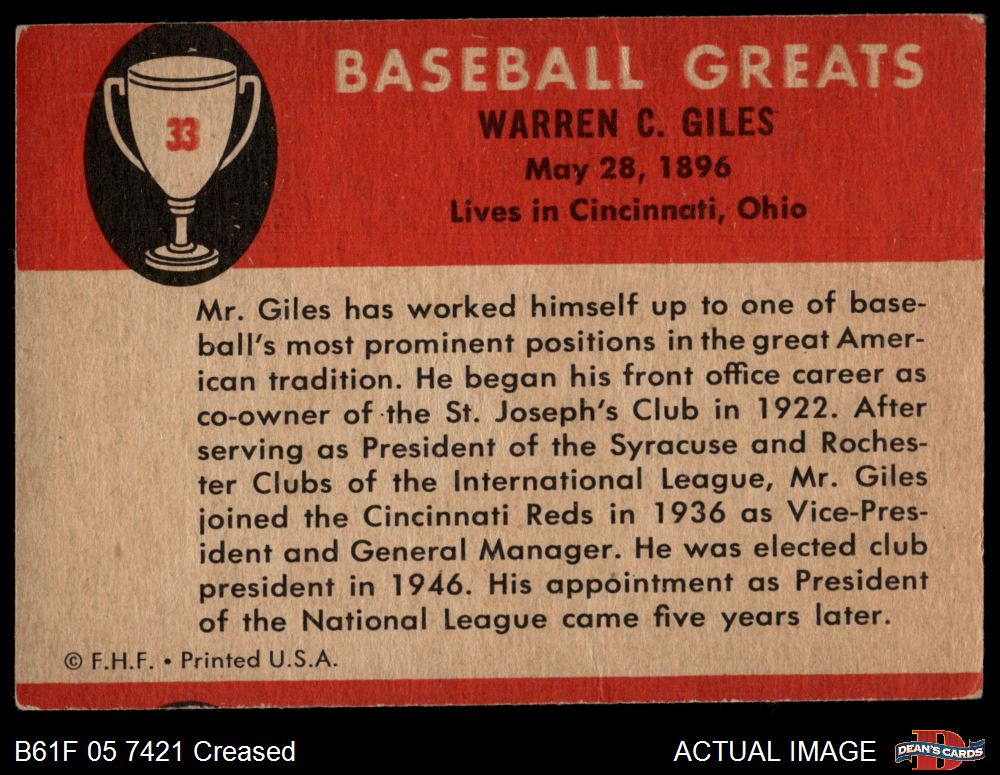 33
BASEBALL GREATS
WARREN C. GILES
May 28, 1896
Lives in Cincinnati, Ohio
Mr. Giles has worked himself up to one of base-
ball's most prominent positions in the great Amer-
ican tradition. He began his front office career as
co-owner of the St. Joseph's Club in 1922. After
serving as President of the Syracuse and Roches-
ter Clubs of the International League, Mr. Giles
joined the Cincinnati Reds in 1936 as Vice-Pres-
ident and General Manager. He was elected club
president in 1946. His appointment as President
of the National League came five years later.
© F.H.F. • Printed U.S.A.
B61F 05 7421 Creased
ACTUAL IMAGE
D
DEAN'S CARDS